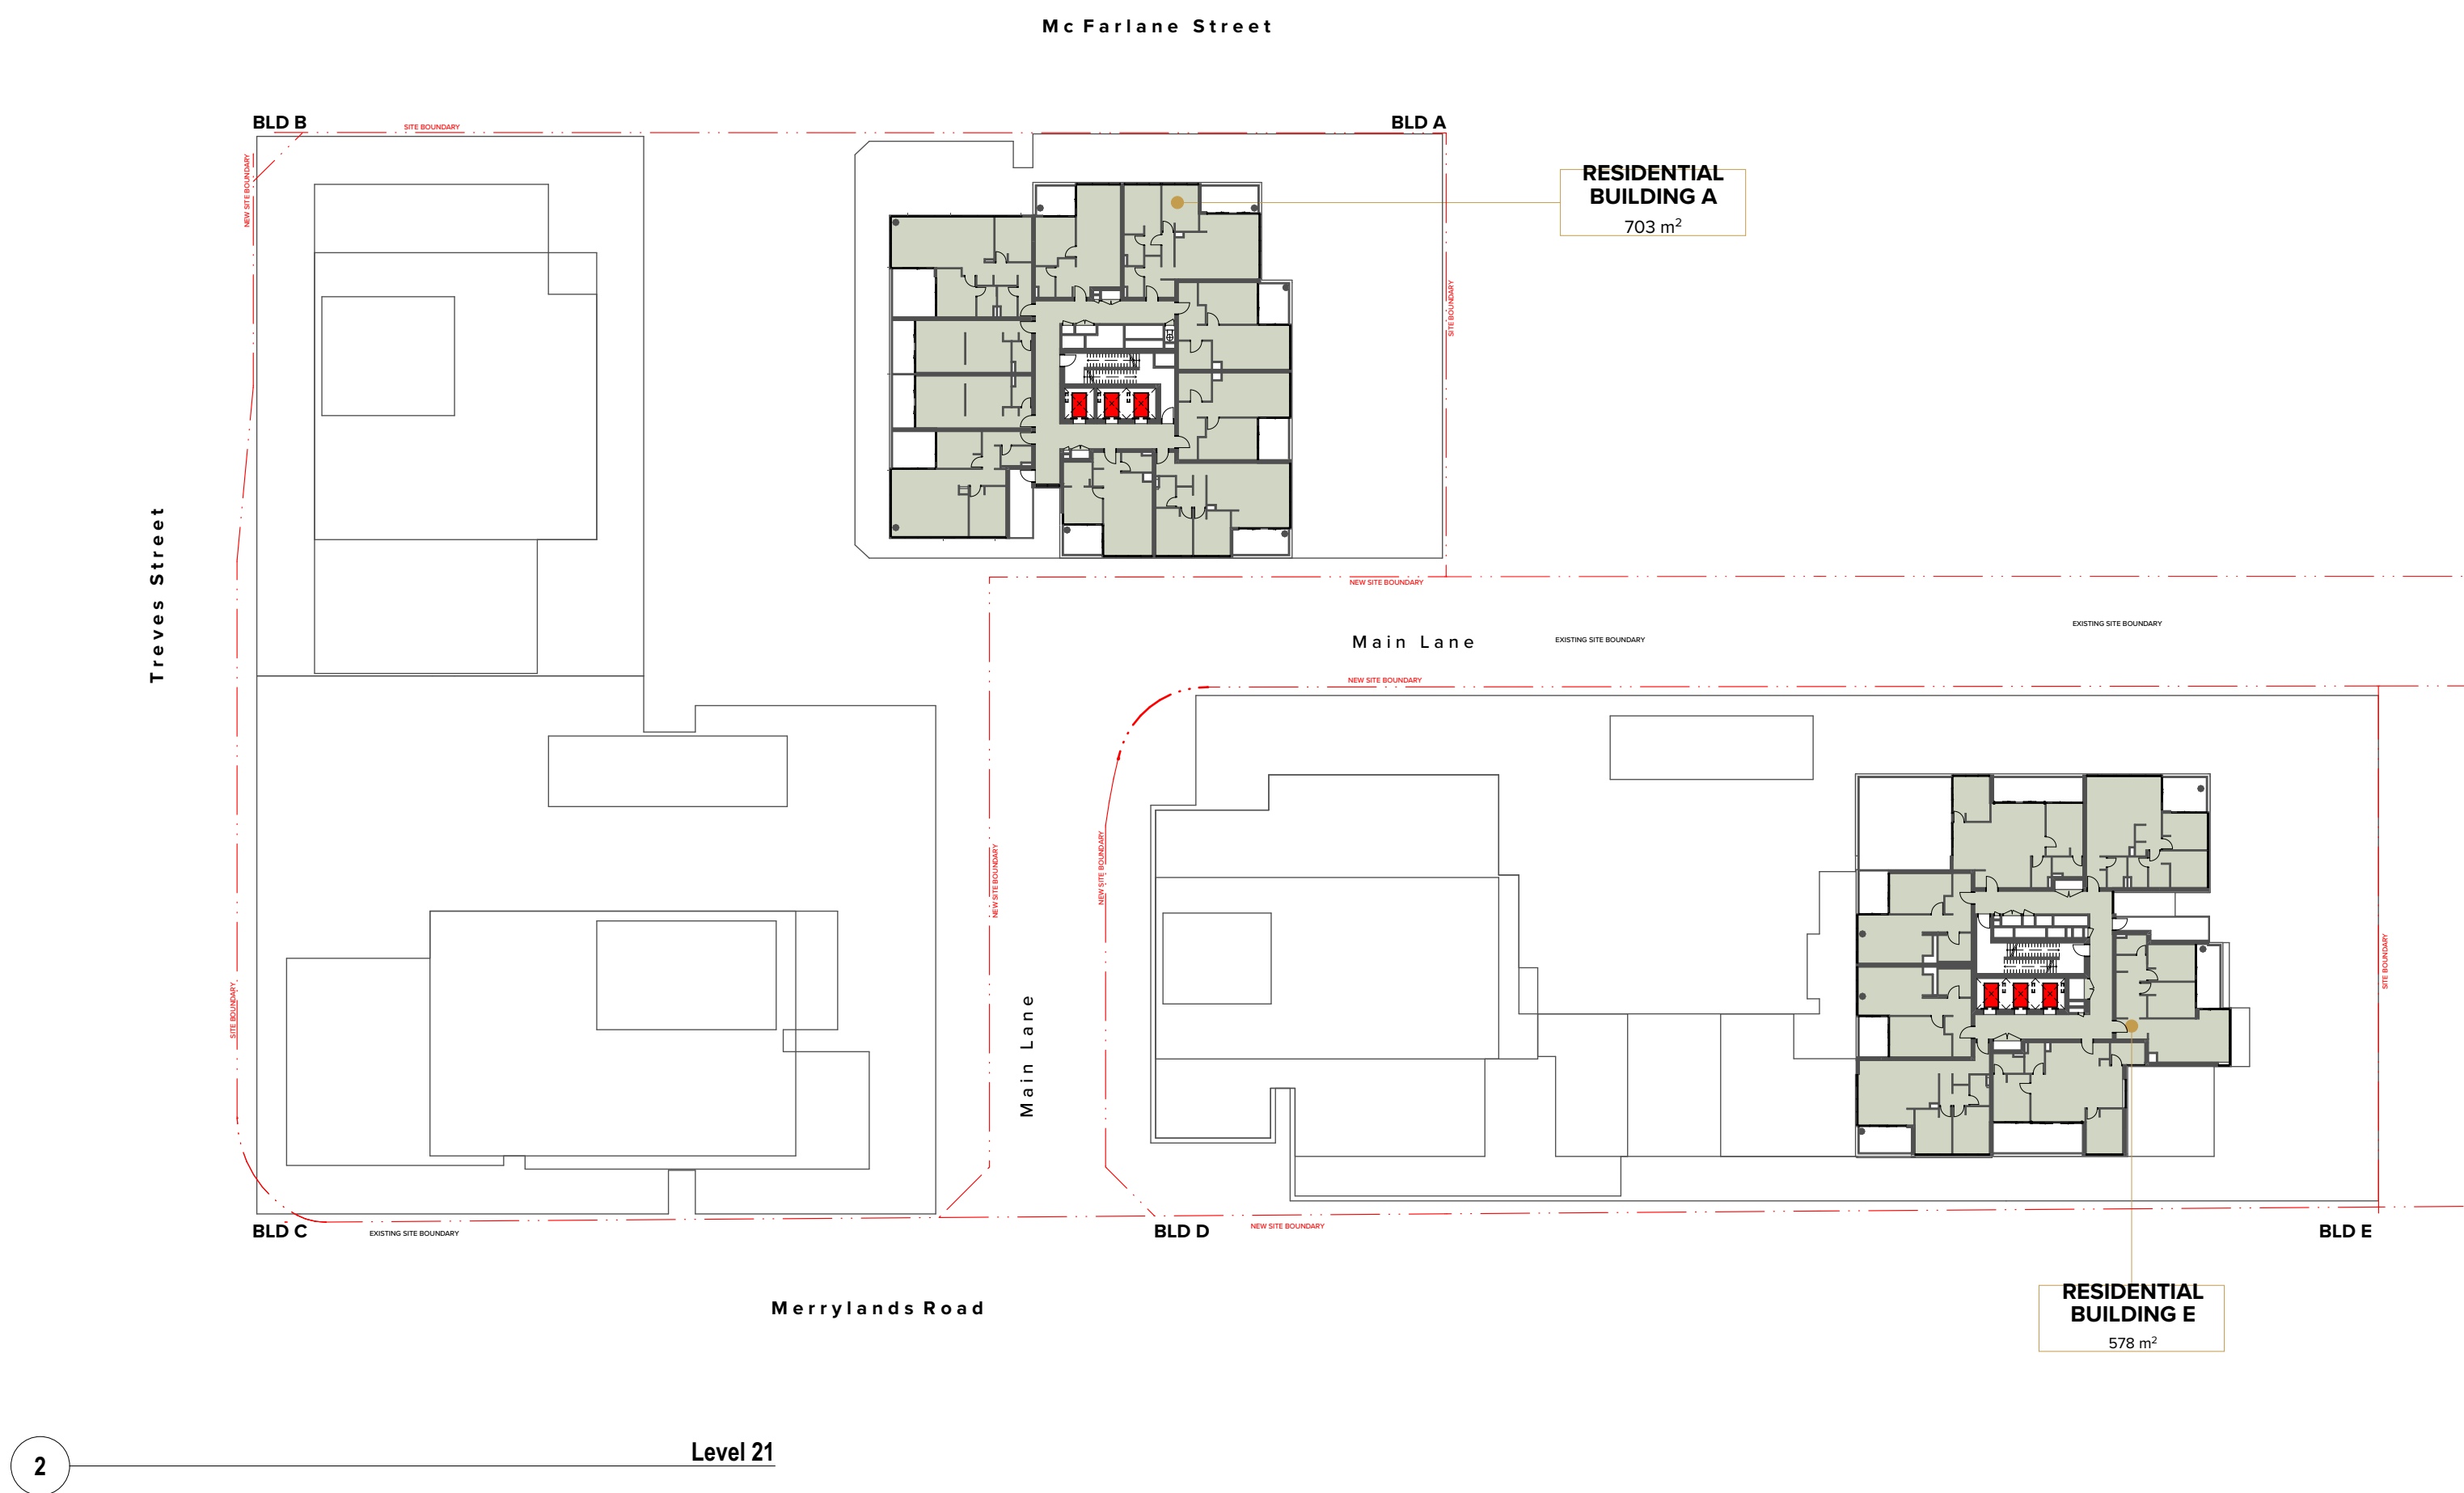 Mc Farlane Street
BLD B
SITE BOUNDARY
BLD A
NEW SITE BOUNDARY
RESIDENTIAL
BUILDING A
703 m²
SITE BOUNDARY
Treves Street
NEW SITE BOUNDARY
Main Lane
EXISTING SITE BOUNDARY
EXISTING SITE BOUNDARY
NEW SITE BOUNDARY
NEW SITE BOUNDARY
NEW SITE BOUNDARY
SITE BOUNDARY
SITE BOUNDARY
Main Lane
BLD C
EXISTING SITE BOUNDARY
BLD D
NEW SITE BOUNDARY
BLD E
Merrylands Road
RESIDENTIAL
BUILDING E
578 m²
2
Level 21